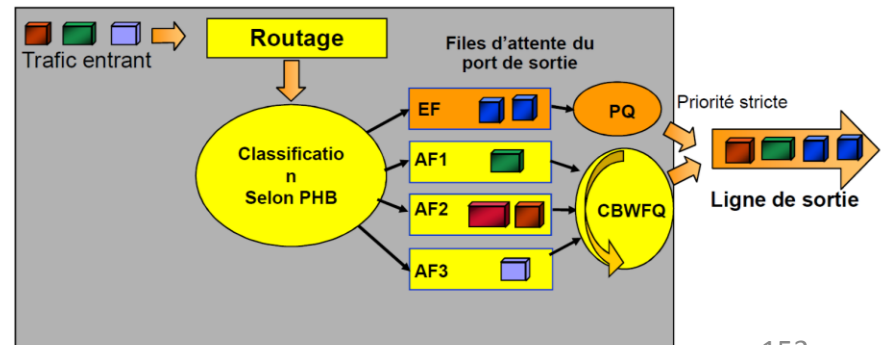 Trafic entrant
Routage
Files d'attente du
port de sortie
Classificatio
n
Selon PHB
EF
AF1
AF2
AF3
PQ
CBWFQ
Priorité stricte
Ligne de sortie